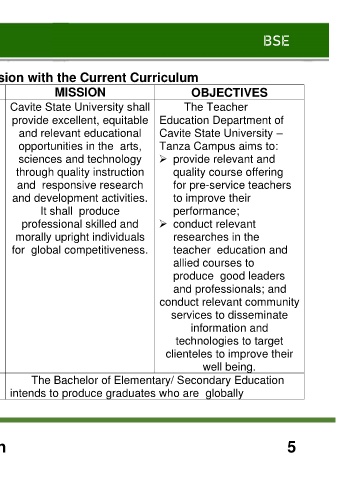 BSE
sion with the Current Curriculum
MISSION
Cavite State University shall
provide excellent, equitable
and relevant educational
opportunities in the arts,
sciences and technology
through quality instruction
and responsive research
and development activities.
It shall produce
professional skilled and
morally upright individuals
for global competitiveness.
OBJECTIVES
The Teacher
Education Department of
Cavite State University –
Tanza Campus aims to:
➢ provide relevant and
quality course offering
for pre-service teachers
to improve their
performance;
➢ conduct relevant
researches in the
teacher education and
allied courses to
produce good leaders
and professionals; and
conduct relevant community
services to disseminate
information and
technologies to target
clienteles to improve their
well being.
The Bachelor of Elementary/ Secondary Education
intends to produce graduates who are globally
n
5